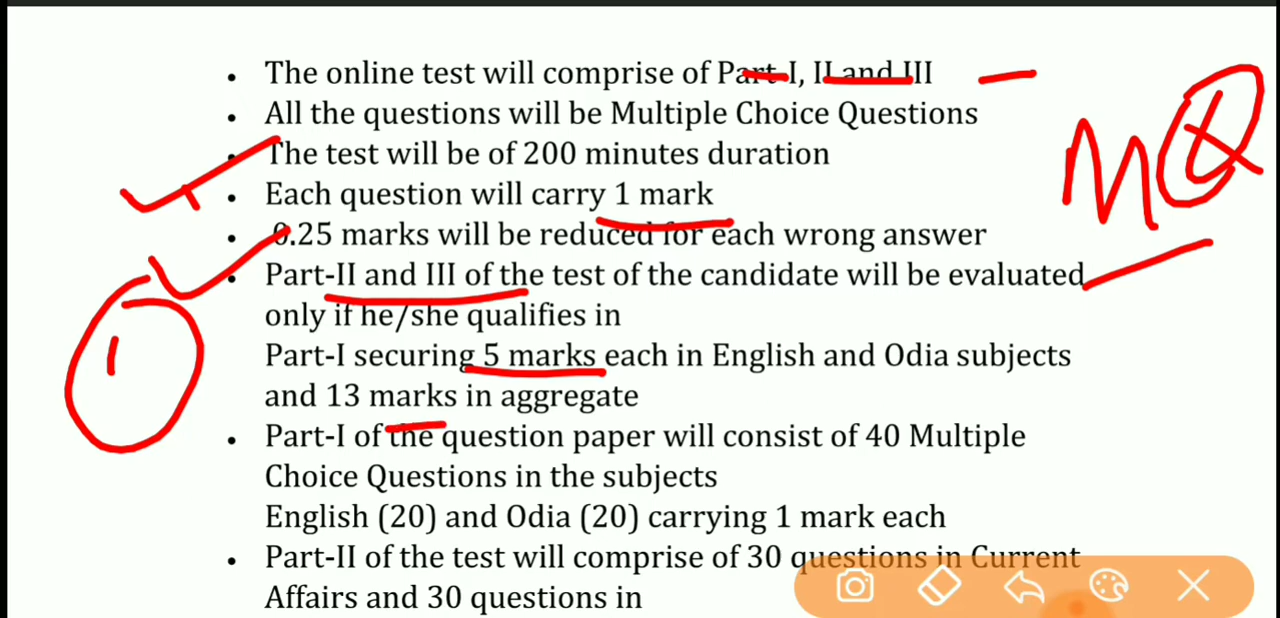 • The online test will comprise of Part-I, II and III
• All the questions will be Multiple Choice Questions
• The test will be of 200 minutes duration
• Each question will carry 1 mark
• 0.25 marks will be reduced for each wrong answer
• Part-II and III of the test of the candidate will be evaluated
only if he/she qualifies in
Part-I securing 5 marks each in English and Odia subjects
and 13 marks in aggregate
• Part-I of the question paper will consist of 40 Multiple
Choice Questions in the subjects
English (20) and Odia (20) carrying 1 mark each
• Part-II of the test will comprise of 30 questions in Current
Affairs and 30 questions in
1